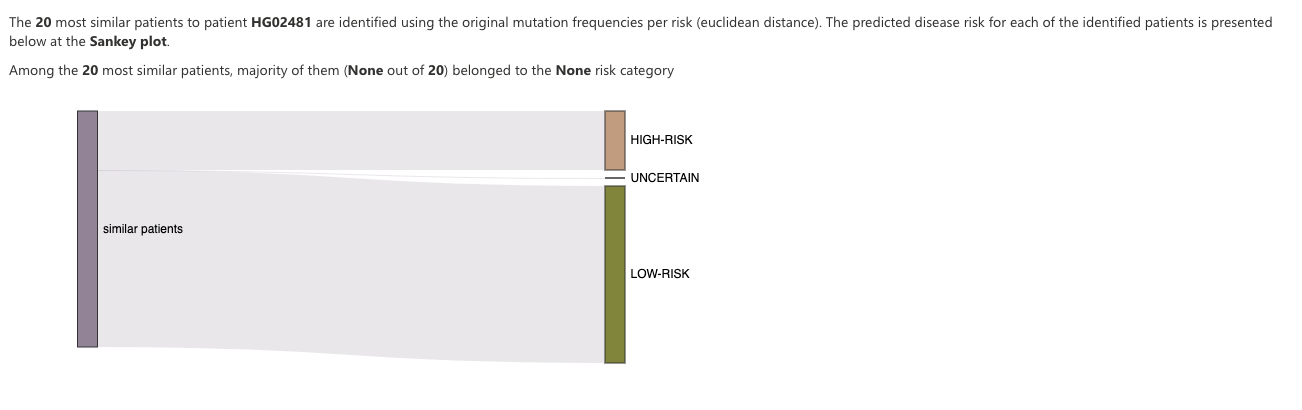 The 20 most similar patients to patient HG02481 are identified using the original mutation frequencies per risk (euclidean distance). The predicted disease risk for each of the identified patients is presented
below at the Sankey plot.
Among the 20 most similar patients, majority of them (None out of 20) belonged to the None risk category
HIGH-RISK
UNCERTAIN
similar patients
LOW-RISK